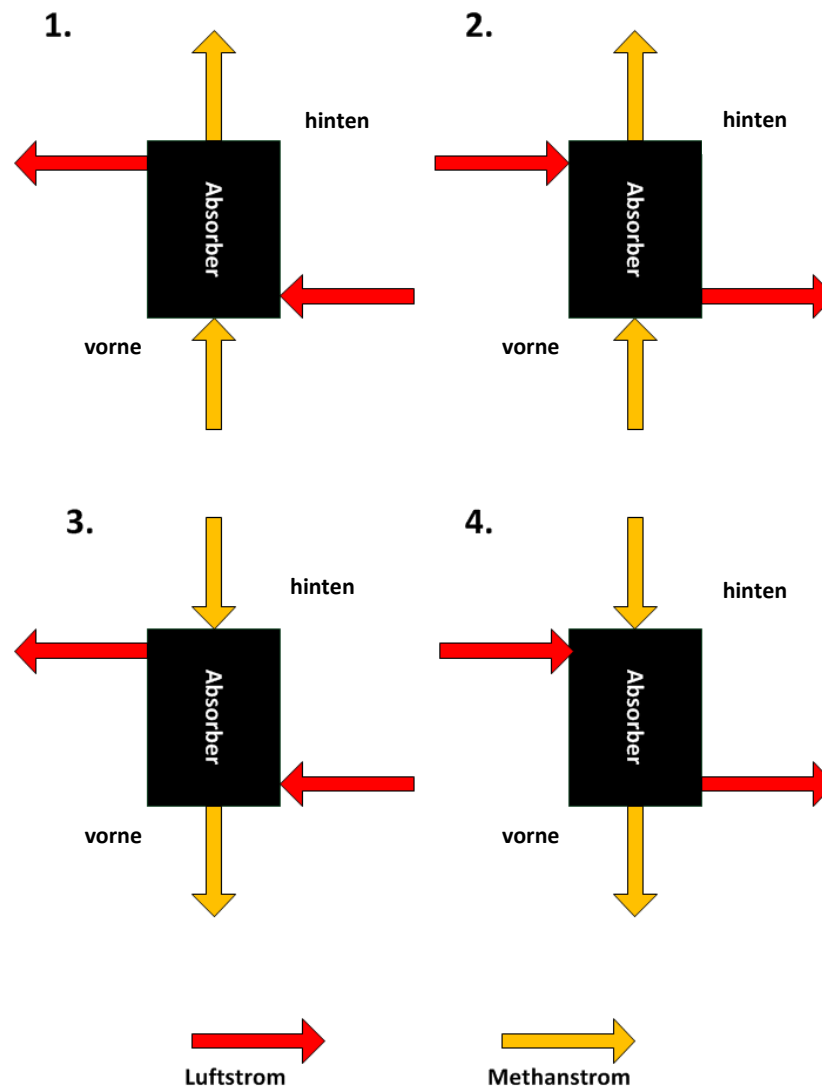 1.
2.
hinten
hinten
Absorber
Absorber
vorne
vorne
3.
4.
hinten
hinten
Absorber
Absorber
vorne
vorne
Luftstrom
Methanstrom